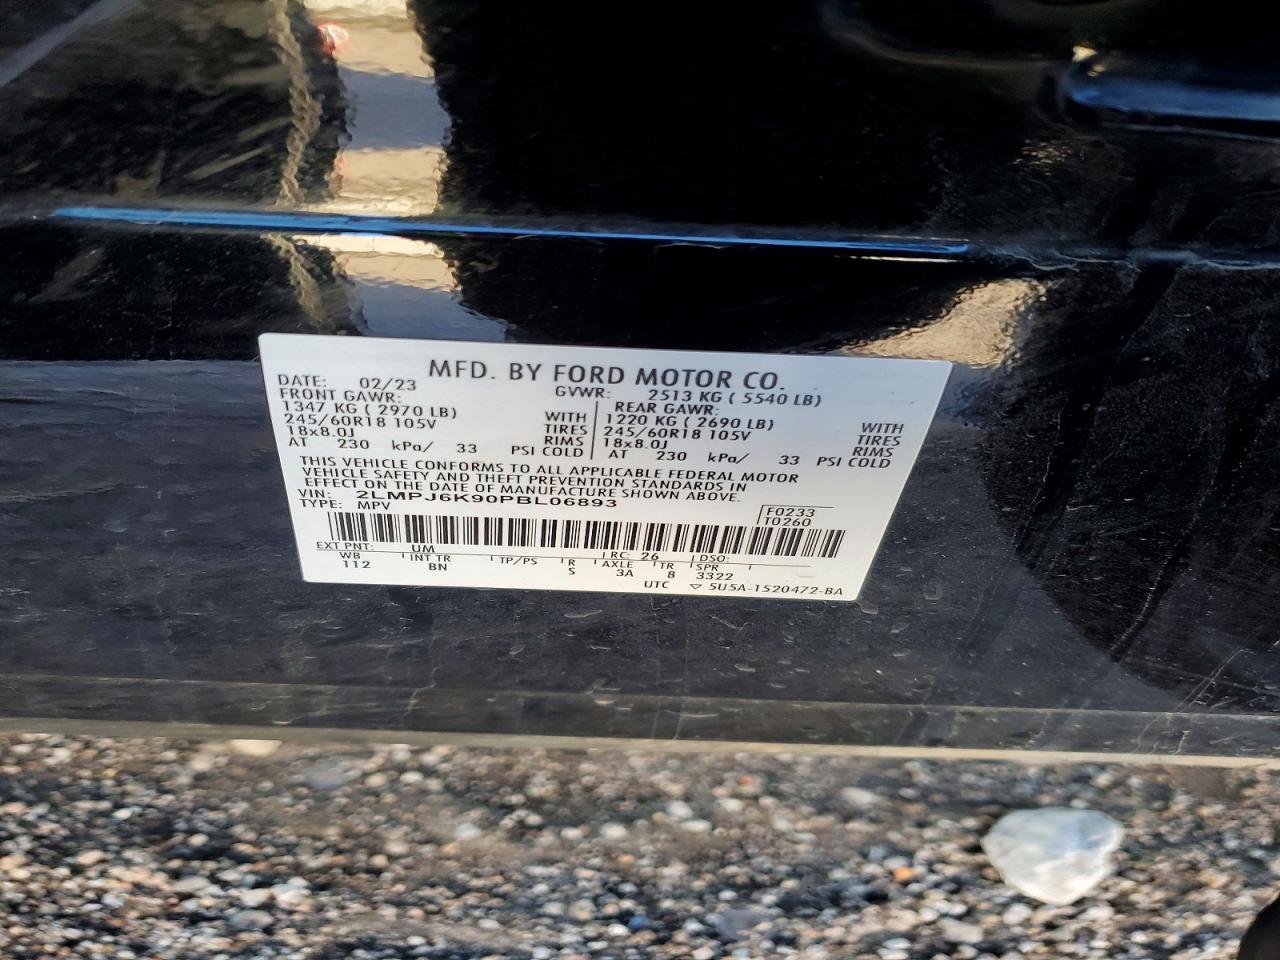 MFD. BY FORD MOTOR CO.
DATE: 02/23 GVWR: 2513 KG ( 5540 LB)
FRONT GAWR: REAR GAWR:
1347 KG ( 2970 LB) WITH 1220 KG ( 2690 LB) WITH
245/60R18 105V TIRES 245/60R18 105V TIRES
18x8.0J RIMS 18x8.0J RIMS
AT 230 kPa/ 33 PSI COLD AT 230 kPa/ 33 PSI COLD
THIS VEHICLE CONFORMS TO ALL APPLICABLE FEDERAL MOTOR
VEHICLE SAFETY AND THEFT PREVENTION STANDARDS IN
EFFECT ON THE DATE OF MANUFACTURE SHOWN ABOVE.
VIN: 2LMPJ6K90PBL06893
TYPE: MPV F0233
T0260
EXT PNT: UM RC: 26 DSO:
WB INT TR TP/PS R AXLE TR SPR
112 BN S 3A 8 3322
UTC ▽ 5U5A-1520472-BA